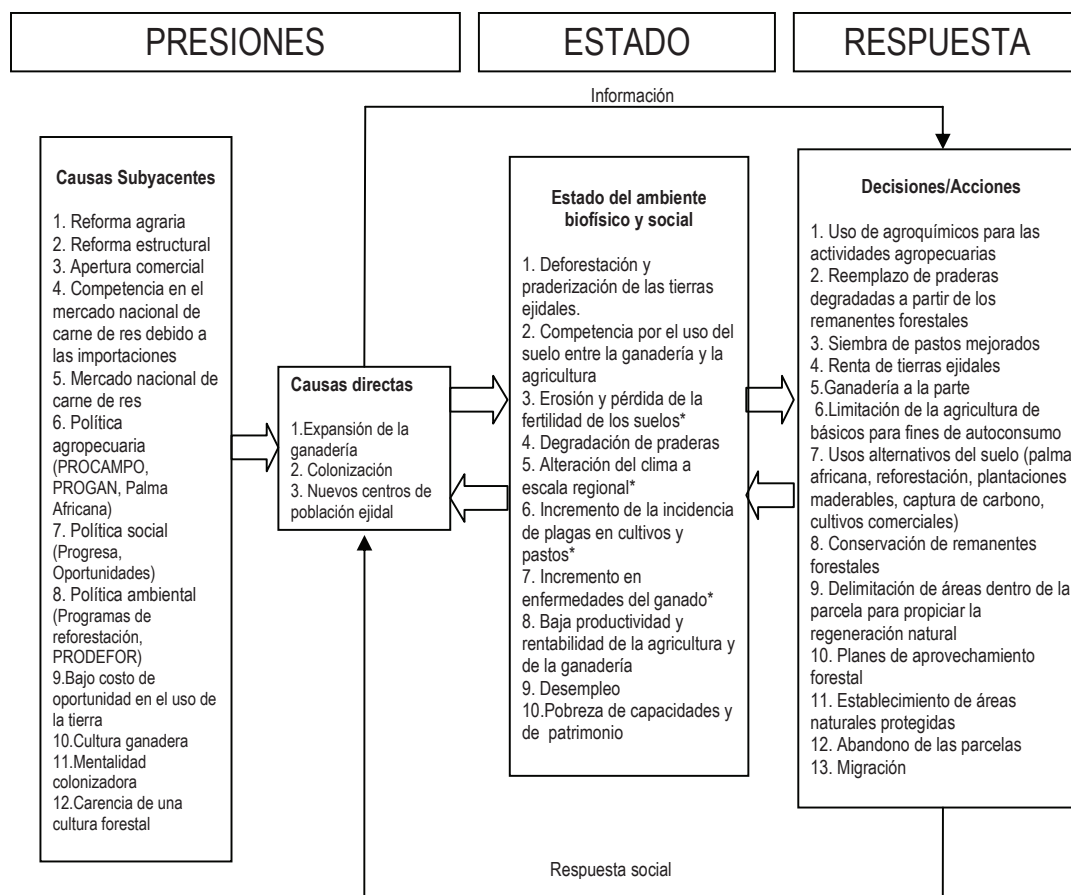 PRESIONES
ESTADO
RESPUESTA
Información
Causas Subyacentes
1. Reforma agraria
2. Reforma estructural
3. Apertura comercial
4. Competencia en el
mercado nacional de
carne de res debido a
las importaciones
5. Mercado nacional de
carne de res
6. Política
agropecuaria
(PROCAMPO,
PROGAN, Palma
Africana)
7. Política social
(Progresa,
Oportunidades)
8. Política ambiental
(Programas de
reforestación,
PRODEFOR)
9.Bajo costo de
oportunidad en el uso de
la tierra
10.Cultura ganadera
11.Mentalidad
colonizadora
12.Carencia de una
cultura forestal
Causas directas
1.Expansión de la
ganadería
2. Colonización
3. Nuevos centros de
población ejidal
Estado del ambiente
biofísico y social
1. Deforestación y
praderización de las tierras
ejidales.
2. Competencia por el uso del
suelo entre la ganadería y la
agricultura
3. Erosión y pérdida de la
fertilidad de los suelos*
4. Degradación de praderas
5. Alteración del clima a
escala regional*
6. Incremento de la incidencia
de plagas en cultivos y
pastos*
7. Incremento en
enfermedades del ganado*
8. Baja productividad y
rentabilidad de la agricultura y
de la ganadería
9. Desempleo
10.Pobreza de capacidades y
de patrimonio
Decisiones/Acciones
1. Uso de agroquímicos para las
actividades agropecuarias
2. Reemplazo de praderas
degradadas a partir de los
remanentes forestales
3. Siembra de pastos mejorados
4. Renta de tierras ejidales
5.Ganadería a la parte
6.Limitación de la agricultura de
básicos para fines de autoconsumo
7. Usos alternativos del suelo (palma
africana, reforestación, plantaciones
maderables, captura de carbono,
cultivos comerciales)
8. Conservación de remanentes
forestales
9. Delimitación de áreas dentro de la
parcela para propiciar la
regeneración natural
10. Planes de aprovechamiento
forestal
11. Establecimiento de áreas
naturales protegidas
12. Abandono de las parcelas
13. Migración
Respuesta social